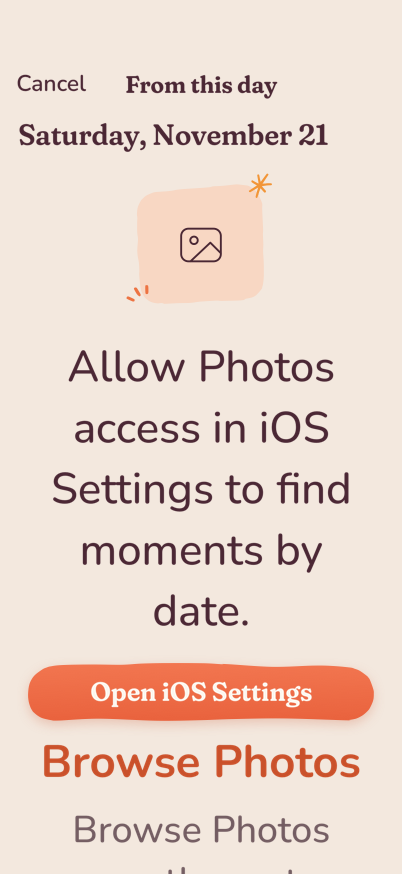 Cancel
From this day
Saturday, November 21
Allow Photos
access in iOS
Settings to find
moments by
date.
Open iOS Settings
Browse Photos
Browse Photos